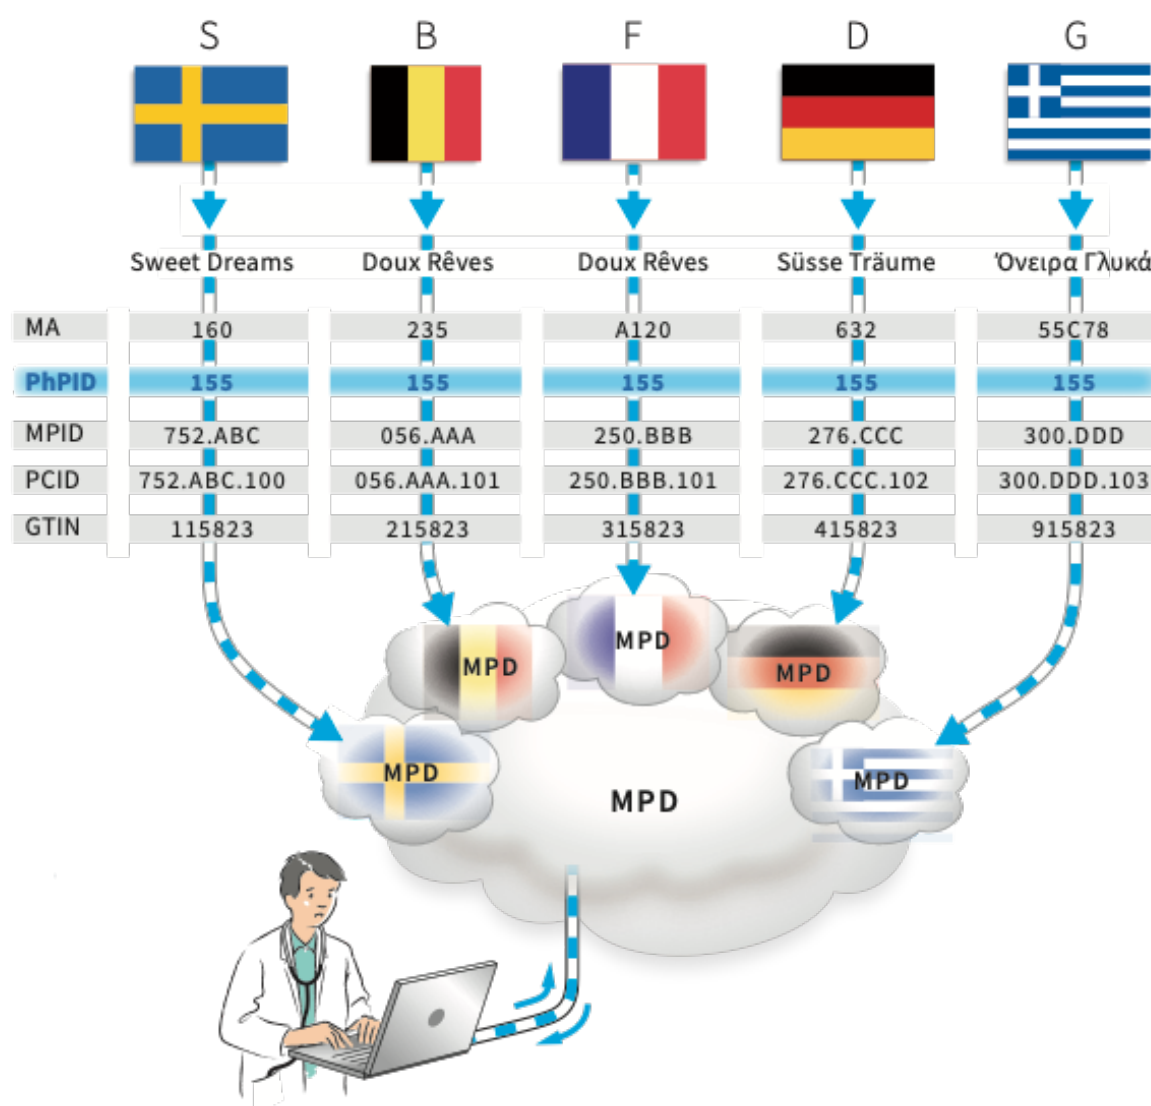 S B F D G
Sweet Dreams Doux Rêves Doux Rêves Süsse Träume Όνειρα Γλυκά
MA 160 235 A120 632 55C78
PhPID 155 155 155 155 155
MPID 752.ABC 056.AAA 250.BBB 276.CCC 300.DDD
PCID 752.ABC.100 056.AAA.101 250.BBB.101 276.CCC.102 300.DDD.103
GTIN 115823 215823 315823 415823 915823
MPD
MPD
MPD
MPD
MPD
MPD